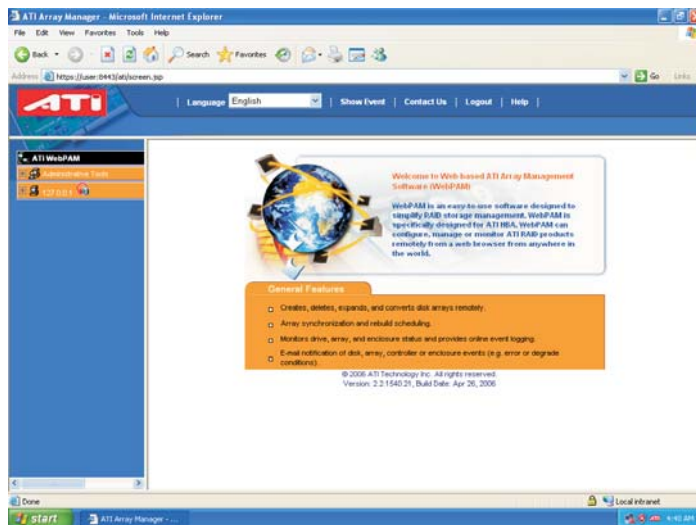 ATI Array Manager - Microsoft Internet Explorer
File Edit View Favorites Tools Help
Back Search Favorites
Address https://user:8443/ati/screen.jsp Go Links
ATI
| Language English | Show Event | Contact Us | Logout | Help |
ATI WebPAM
Administrative Tools
127.0.0.1
Welcome to Web based ATI Array Management
Software (WebPAM)
WebPAM is an easy to use software designed to
simplify RAID storage management. WebPAM is
specifically designed for ATI HBA. WebPAM can
configure, manage or monitor ATI RAID products
remotely from a web browser from anywhere in
the world.
General Features
Creates, deletes, expands, and converts disk arrays remotely.
Array synchronization and rebuild scheduling.
Monitors drive, array, and enclosure status and provides online event logging.
E-mail notification of disk, array, controller or enclosure events (e.g. error or degrade
conditions).
© 2006 ATI Technology Inc. All rights reserved.
Version: 2.2.1540.21, Build Date: Apr 26, 2006
Done Local intranet
start ATI Array Manager - ... 4:40 AM